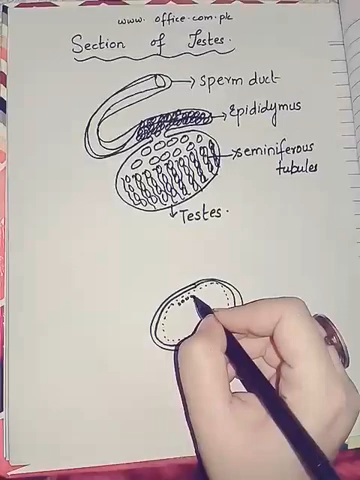 www. office.com.pk
Section of Testes.
sperm duct
Epididymus
seminiferous
tubules
Testes.